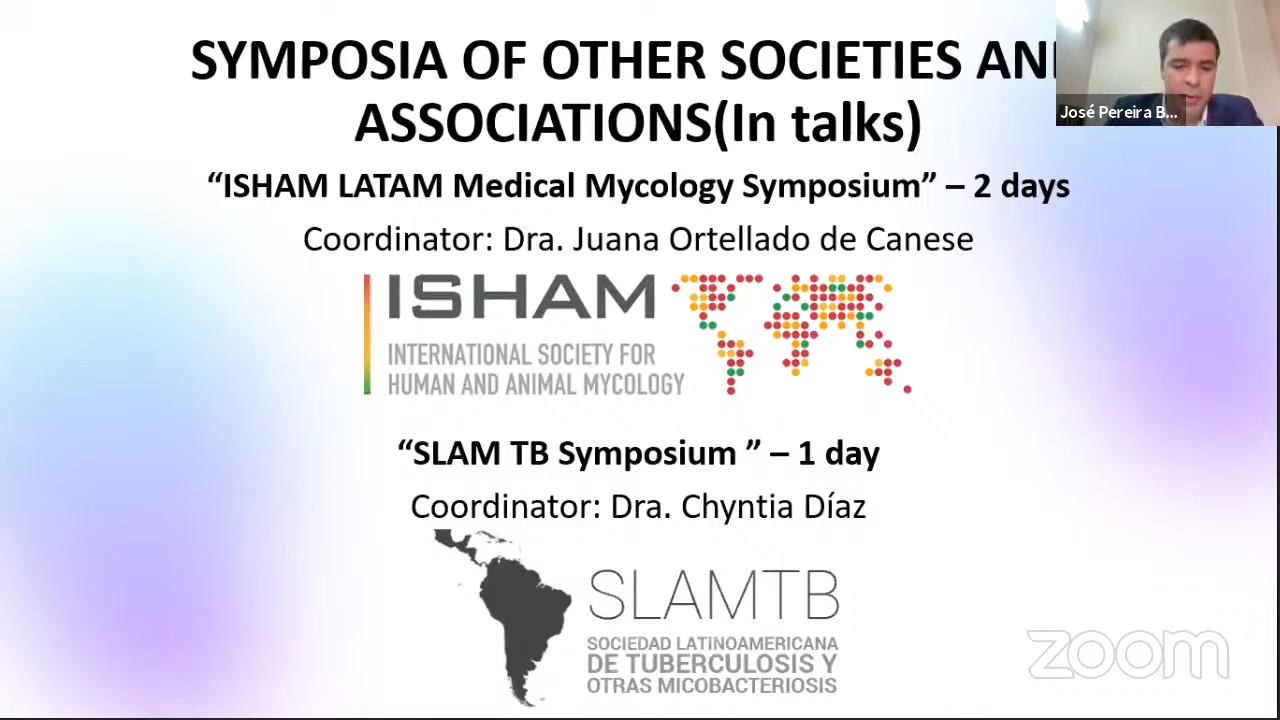 SYMPOSIA OF OTHER SOCIETIES AN
ASSOCIATIONS(In talks)
José Pereira B...
“ISHAM LATAM Medical Mycology Symposium” – 2 days
Coordinator: Dra. Juana Ortellado de Canese
ISHAM
INTERNATIONAL SOCIETY FOR
HUMAN AND ANIMAL MYCOLOGY
“SLAM TB Symposium ” – 1 day
Coordinator: Dra. Chyntia Díaz
SLAMTB
SOCIEDAD LATINOAMERICANA
DE TUBERCULOSIS Y
OTRAS MICOBACTERIOSIS
zoom